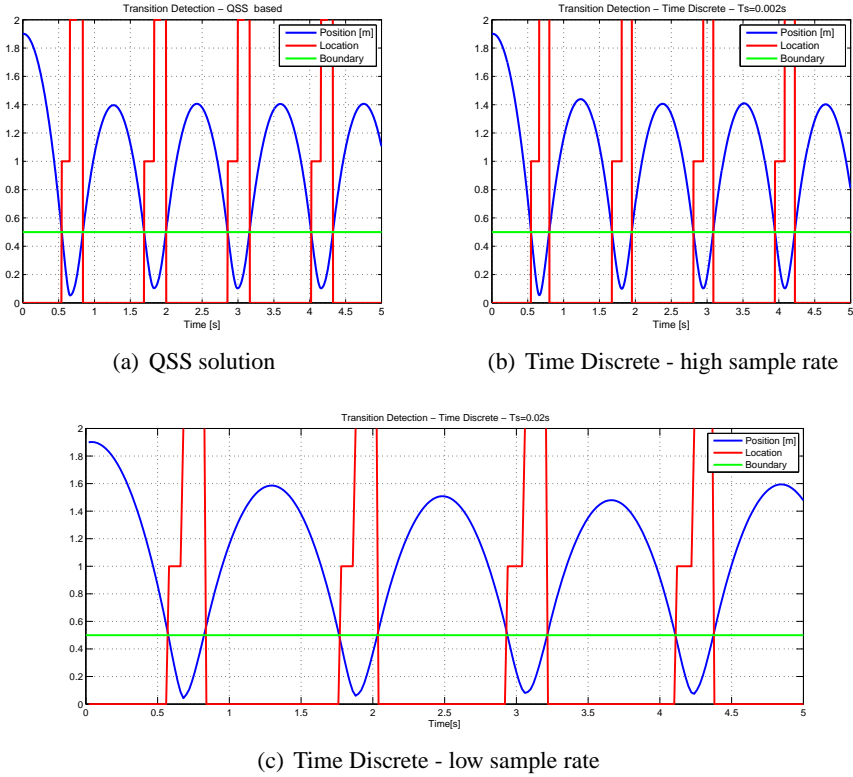 Transition Detection – QSS based
2
1.8
1.6
1.4
1.2
1
0.8
0.6
0.4
0.2
0
Position [m]
Location
Boundary
0 0.5 1 1.5 2 2.5 3 3.5 4 4.5 5
Time [s]
(a) QSS solution
Transition Detection – Time Discrete – Ts=0.002s
2
1.8
1.6
1.4
1.2
1
0.8
0.6
0.4
0.2
0
Position [m]
Location
Boundary
0 0.5 1 1.5 2 2.5 3 3.5 4 4.5 5
Time [s]
(b) Time Discrete - high sample rate
Transition Detection – Time Discrete – Ts=0.02s
2
1.8
1.6
1.4
1.2
1
0.8
0.6
0.4
0.2
0
Position [m]
Location
Boundary
0 0.5 1 1.5 2 2.5 3 3.5 4 4.5 5
Time[s]
(c) Time Discrete - low sample rate